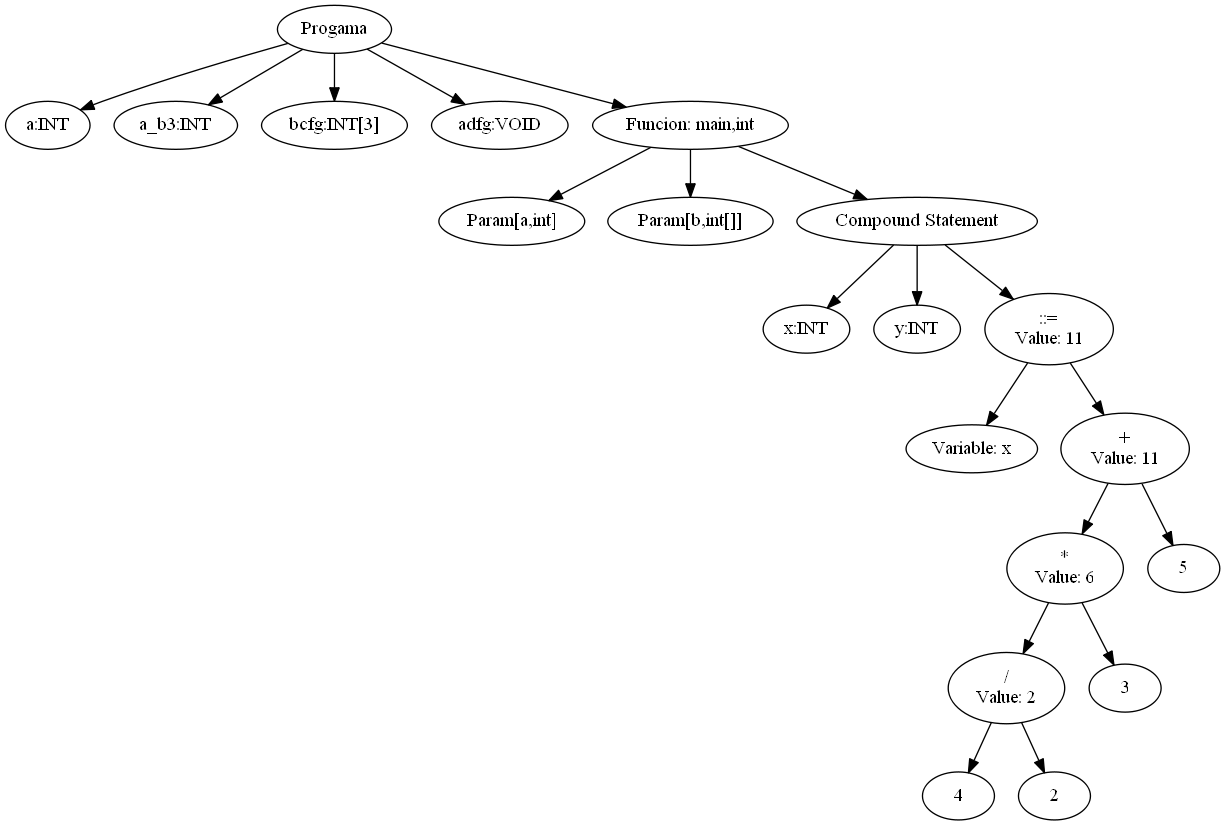 Progama
a:INT
a_b3:INT
bcfg:INT[3]
adfg:VOID
Funcion: main,int
Param[a,int]
Param[b,int[]]
Compound Statement
x:INT
y:INT
::=
Value: 11
Variable: x
+
Value: 11
*
Value: 6
5
/
Value: 2
3
4
2